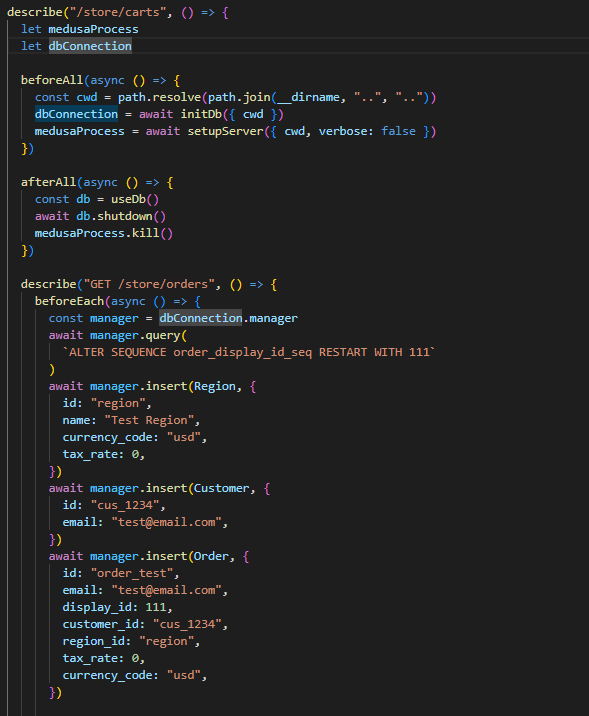 describe("/store/carts", () => {
  let medusaProcess
  let dbConnection
  beforeAll(async () => {
    const cwd = path.resolve(path.join(__dirname, "..", ".."))
    dbConnection = await initDb({ cwd })
    medusaProcess = await setupServer({ cwd, verbose: false })
  })
  afterAll(async () => {
    const db = useDb()
    await db.shutdown()
    medusaProcess.kill()
  })
  describe("GET /store/orders", () => {
    beforeEach(async () => {
      const manager = dbConnection.manager
      await manager.query(
        `ALTER SEQUENCE order_display_id_seq RESTART WITH 111`
      )
      await manager.insert(Region, {
        id: "region",
        name: "Test Region",
        currency_code: "usd",
        tax_rate: 0,
      })
      await manager.insert(Customer, {
        id: "cus_1234",
        email: "test@email.com",
      })
      await manager.insert(Order, {
        id: "order_test",
        email: "test@email.com",
        display_id: 111,
        customer_id: "cus_1234",
        region_id: "region",
        tax_rate: 0,
        currency_code: "usd",
      })